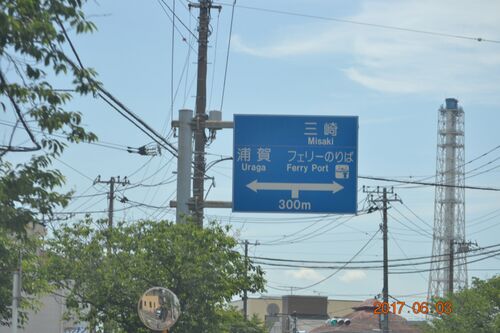 三崎
Misaki
浦賀 フェリーのりば
Uraga Ferry Port
300m
2017.06.03